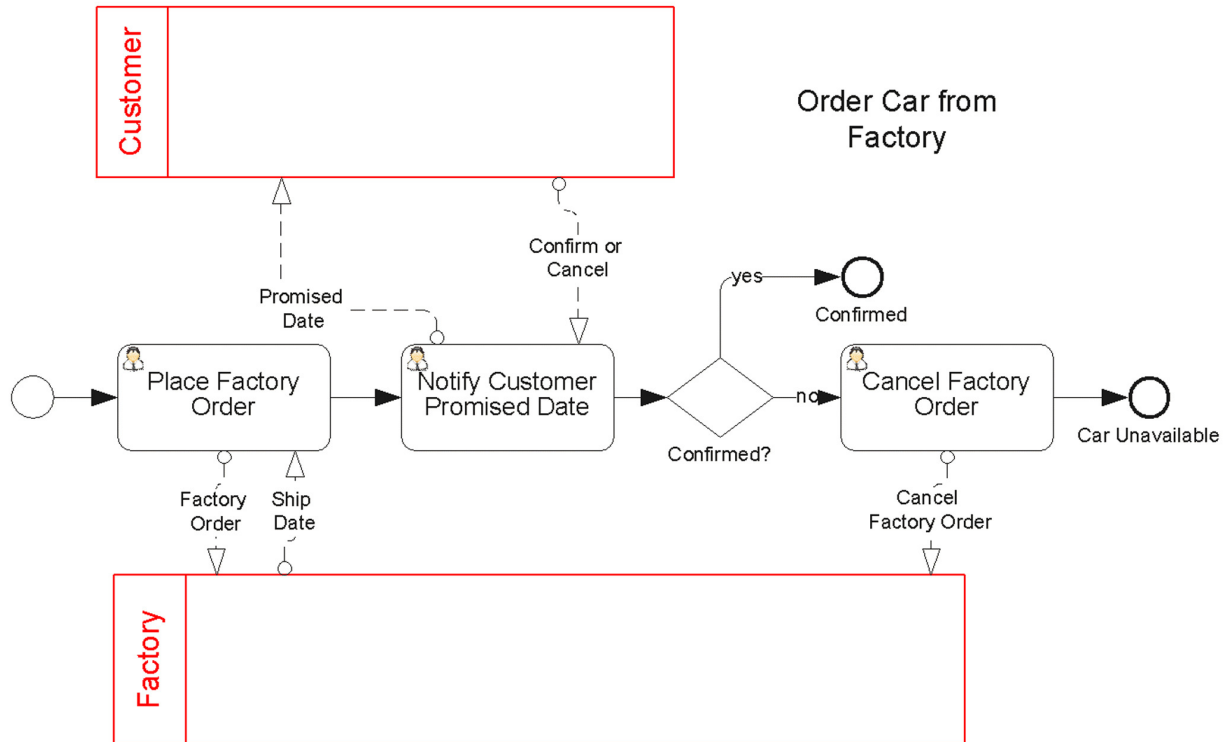 Customer
Order Car from
Factory
Confirm or
Cancel
yes
Promised
Date
Confirmed
Place Factory
Order
Notify Customer
Promised Date
no
Cancel Factory
Order
Confirmed?
Car Unavailable
Factory
Order
Ship
Date
Cancel
Factory Order
Factory